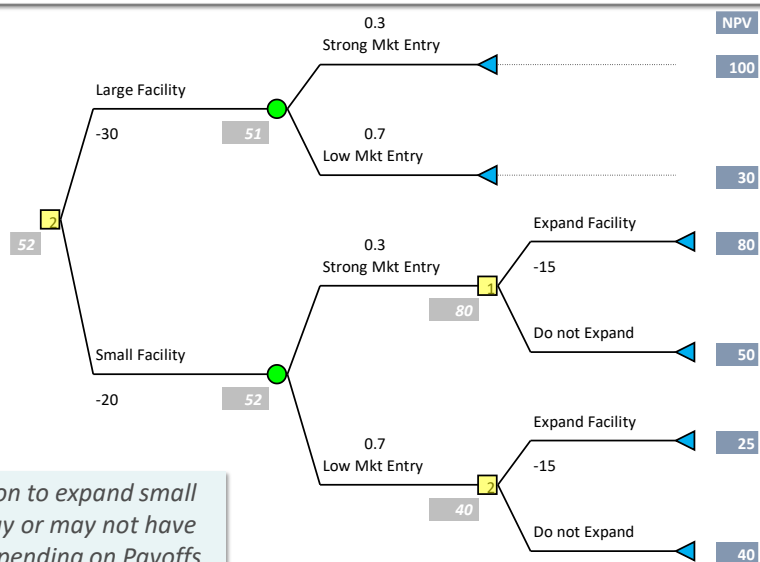 0.3
NPV
Strong Mkt Entry
100
Large Facility
-30
51
0.7
Low Mkt Entry
30
2
52
Expand Facility
80
0.3
Strong Mkt Entry
-15
1
80
Do not Expand
50
Small Facility
-20
52
Expand Facility
25
0.7
Low Mkt Entry
-15
2
40
Do not Expand
40
on to expand small
y or may not have
pending on Payoffs